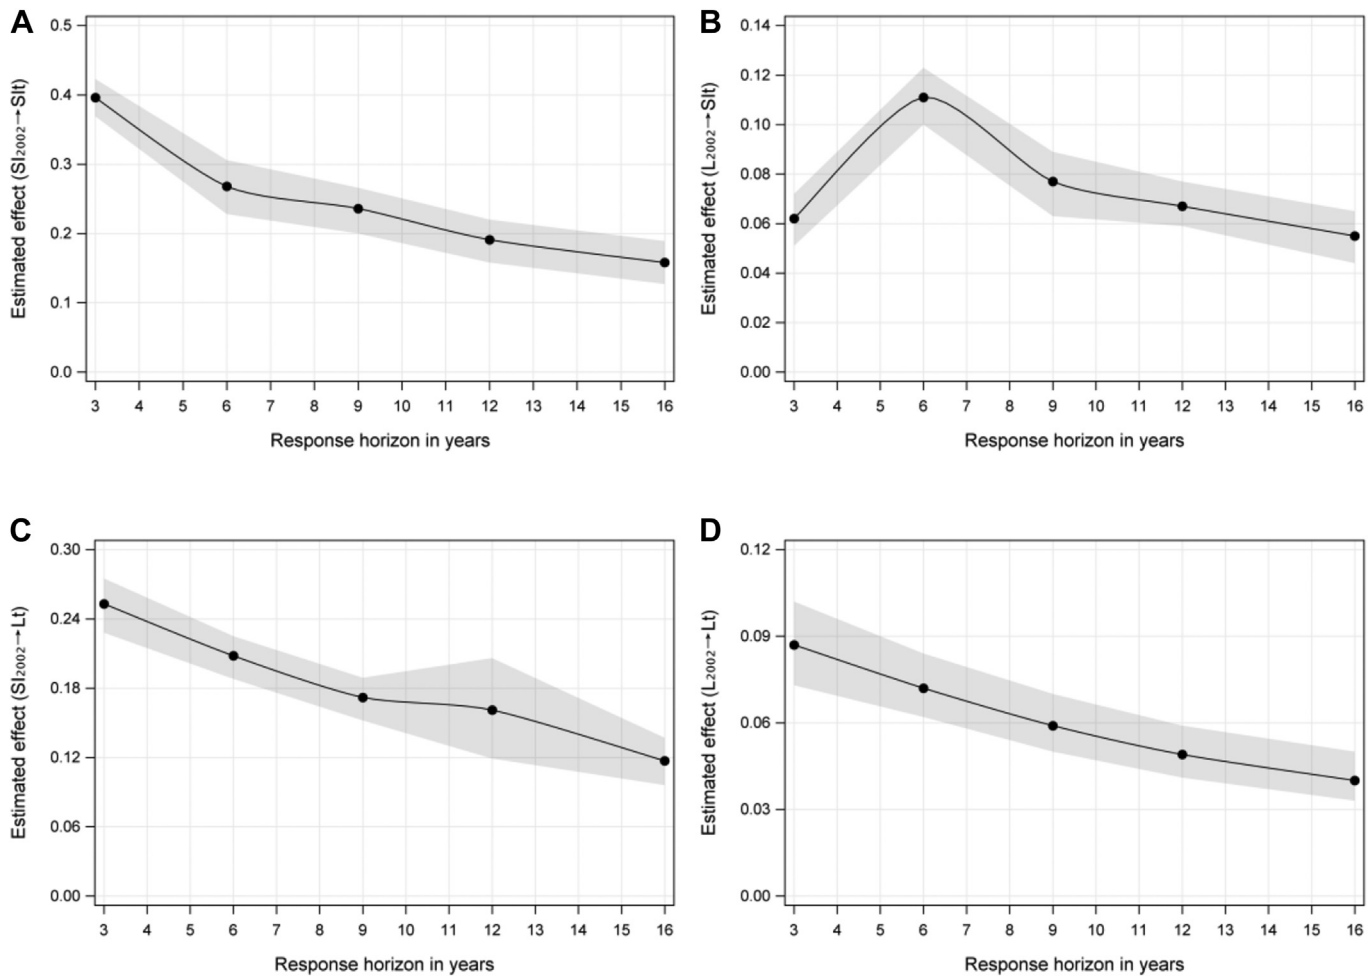 A
Estimated effect (SI₂₀₀₂→SIt)
0.5
0.4
0.3
0.2
0.1
0.0
3 4 5 6 7 8 9 10 11 12 13 14 15 16
Response horizon in years
B
Estimated effect (L₂₀₀₂→SIt)
0.14
0.12
0.10
0.08
0.06
0.04
0.02
0.00
3 4 5 6 7 8 9 10 11 12 13 14 15 16
Response horizon in years
C
Estimated effect (SI₂₀₀₂→Lt)
0.30
0.24
0.18
0.12
0.06
0.00
3 4 5 6 7 8 9 10 11 12 13 14 15 16
Response horizon in years
D
Estimated effect (L₂₀₀₂→Lt)
0.12
0.09
0.06
0.03
0.00
3 4 5 6 7 8 9 10 11 12 13 14 15 16
Response horizon in years